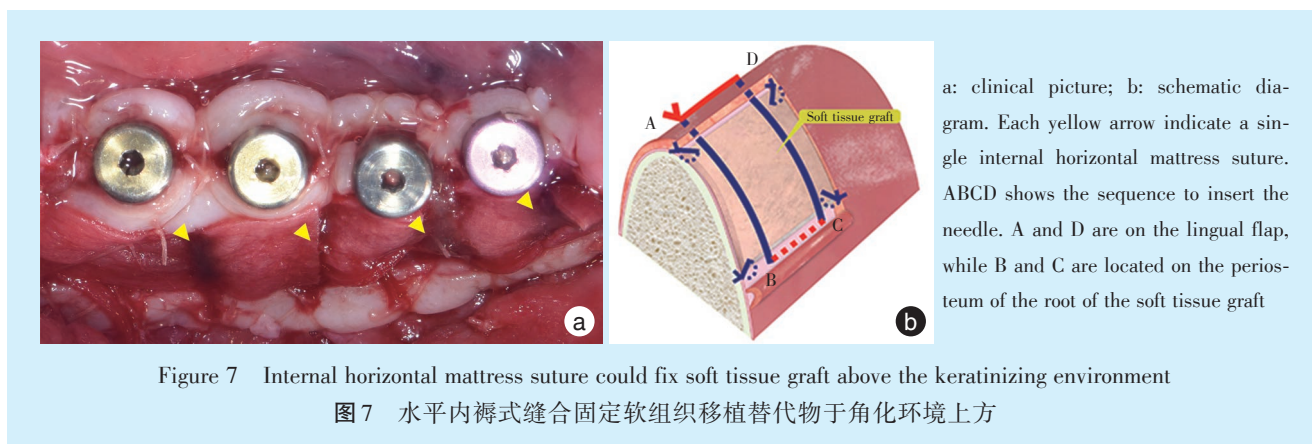 a
A
D
Soft tissue graft
C
B
b
a: clinical picture; b: schematic dia-
gram. Each yellow arrow indicate a sin-
gle internal horizontal mattress suture.
ABCD shows the sequence to insert the
needle. A and D are on the lingual flap,
while B and C are located on the perios-
teum of the root of the soft tissue graft
Figure 7 Internal horizontal mattress suture could fix soft tissue graft above the keratinizing environment
图7 水平内褥式缝合固定软组织移植替代物于角化环境上方